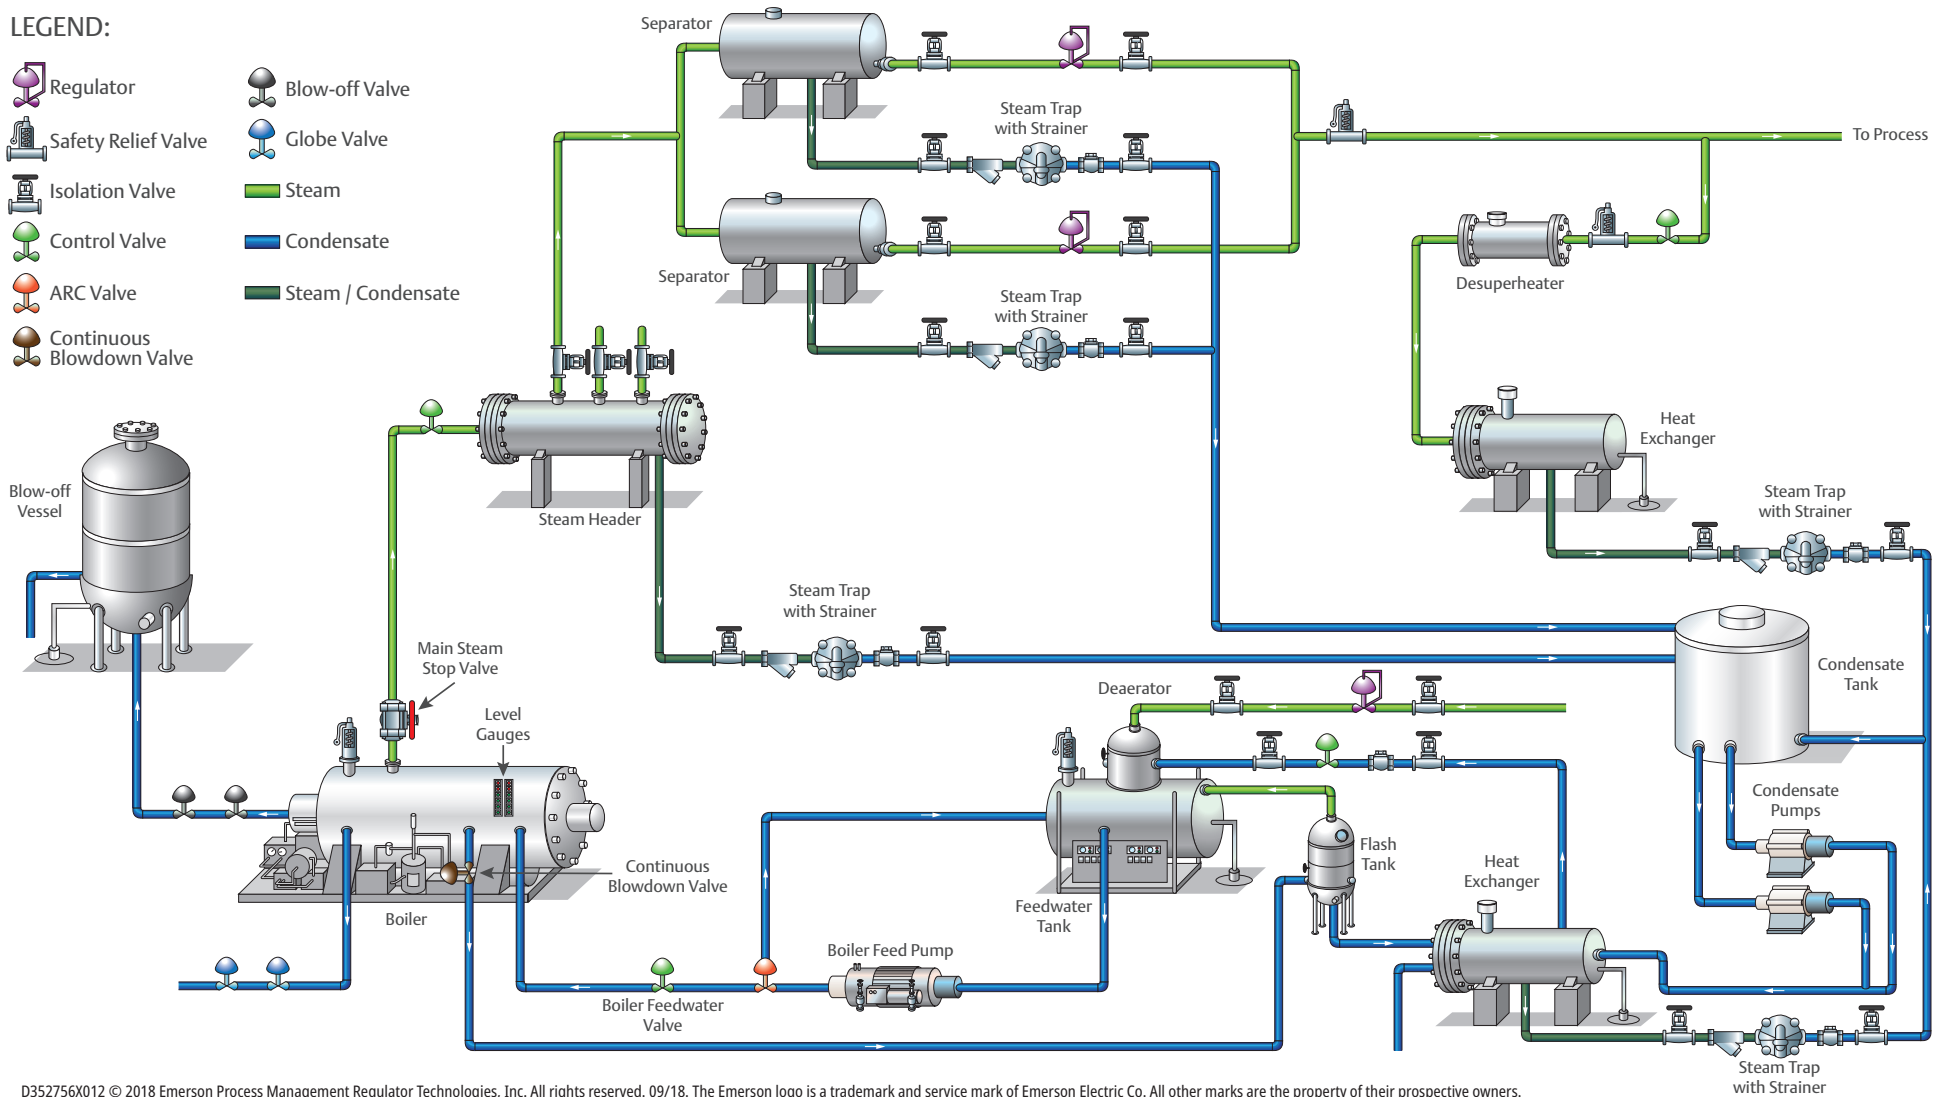 LEGEND:
Regulator
Safety Relief Valve
Isolation Valve
Control Valve
ARC Valve
Continuous
Blowdown Valve
Blow-off Valve
Globe Valve
Steam
Condensate
Steam / Condensate
Separator
Steam Trap
with Strainer
To Process
Separator
Steam Trap
with Strainer
Desuperheater
Heat
Exchanger
Steam Trap
with Strainer
Steam Header
Blow-off
Vessel
Steam Trap
with Strainer
Main Steam
Stop Valve
Level
Gauges
Deaerator
Condensate
Tank
Condensate
Pumps
Flash
Tank
Heat
Exchanger
Continuous
Blowdown Valve
Boiler
Feedwater
Tank
Boiler Feed Pump
Boiler Feedwater
Valve
Steam Trap
with Strainer
D352756X012 © 2018 Emerson Process Management Regulator Technologies, Inc. All rights reserved. 09/18. The Emerson logo is a trademark and service mark of Emerson Electric Co. All other marks are the property of their prospective owners.